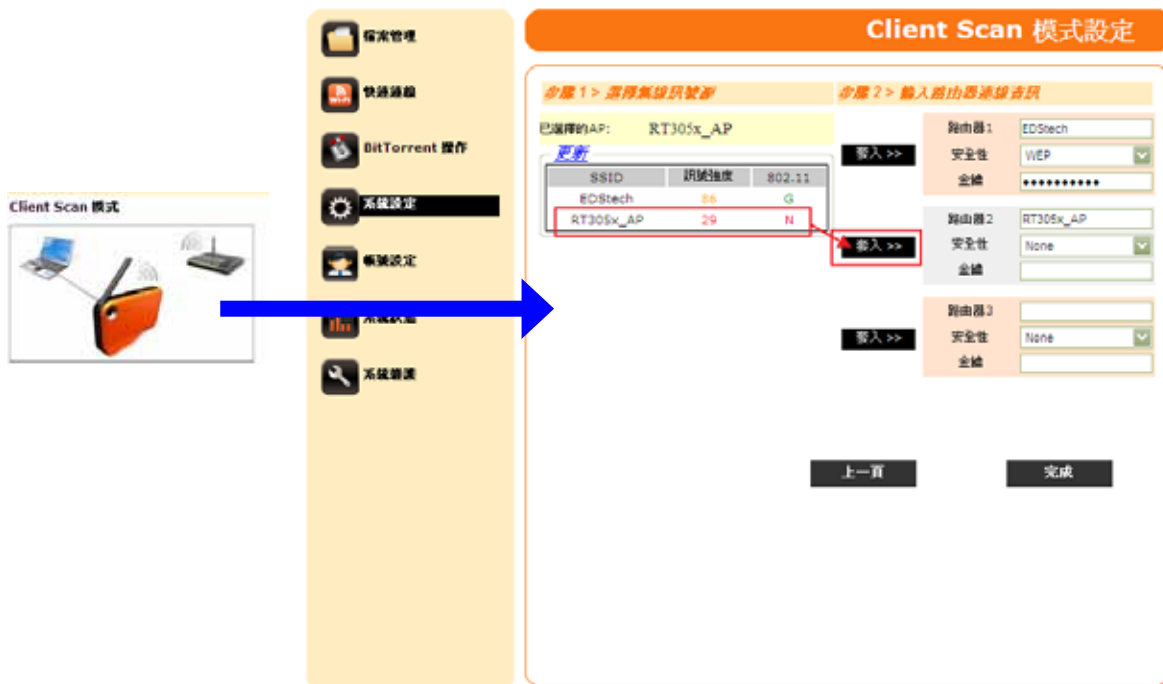 Client Scan 模式
檔案管理
快速連線
BitTorrent 操作
系統設定
帳號設定
系統狀態
系統維護
Client Scan 模式設定
步驟 1 > 選擇無線訊號源
已選擇的AP: RT305x_AP
更新
SSID 訊號強度 802.11
EDStech 86 G
RT305x_AP 29 N
步驟 2 > 輸入路由器連線資訊
套入 >>
路由器1 EDStech
安全性 WEP
金鑰 ••••••••••
套入 >>
路由器2 RT305x_AP
安全性 None
金鑰
套入 >>
路由器3
安全性 None
金鑰
上一頁
完成